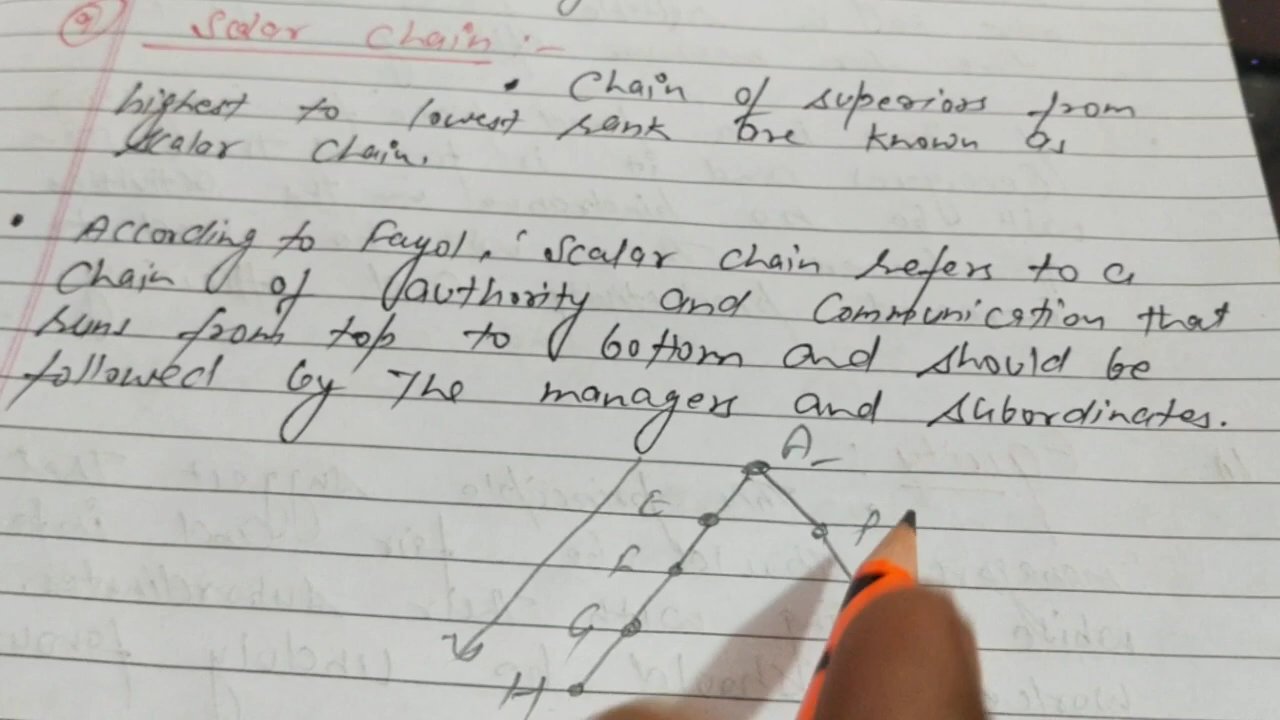 9 Scalar Chain :-
• Chain of superiors from
highest to lowest rank are known as
Scalar Chain.
• According to Fayol, 'Scalar chain refers to a
Chain of authority and Communication that
runs from top to bottom and should be
followed by The managers and subordinates.
A
E
F
G
H